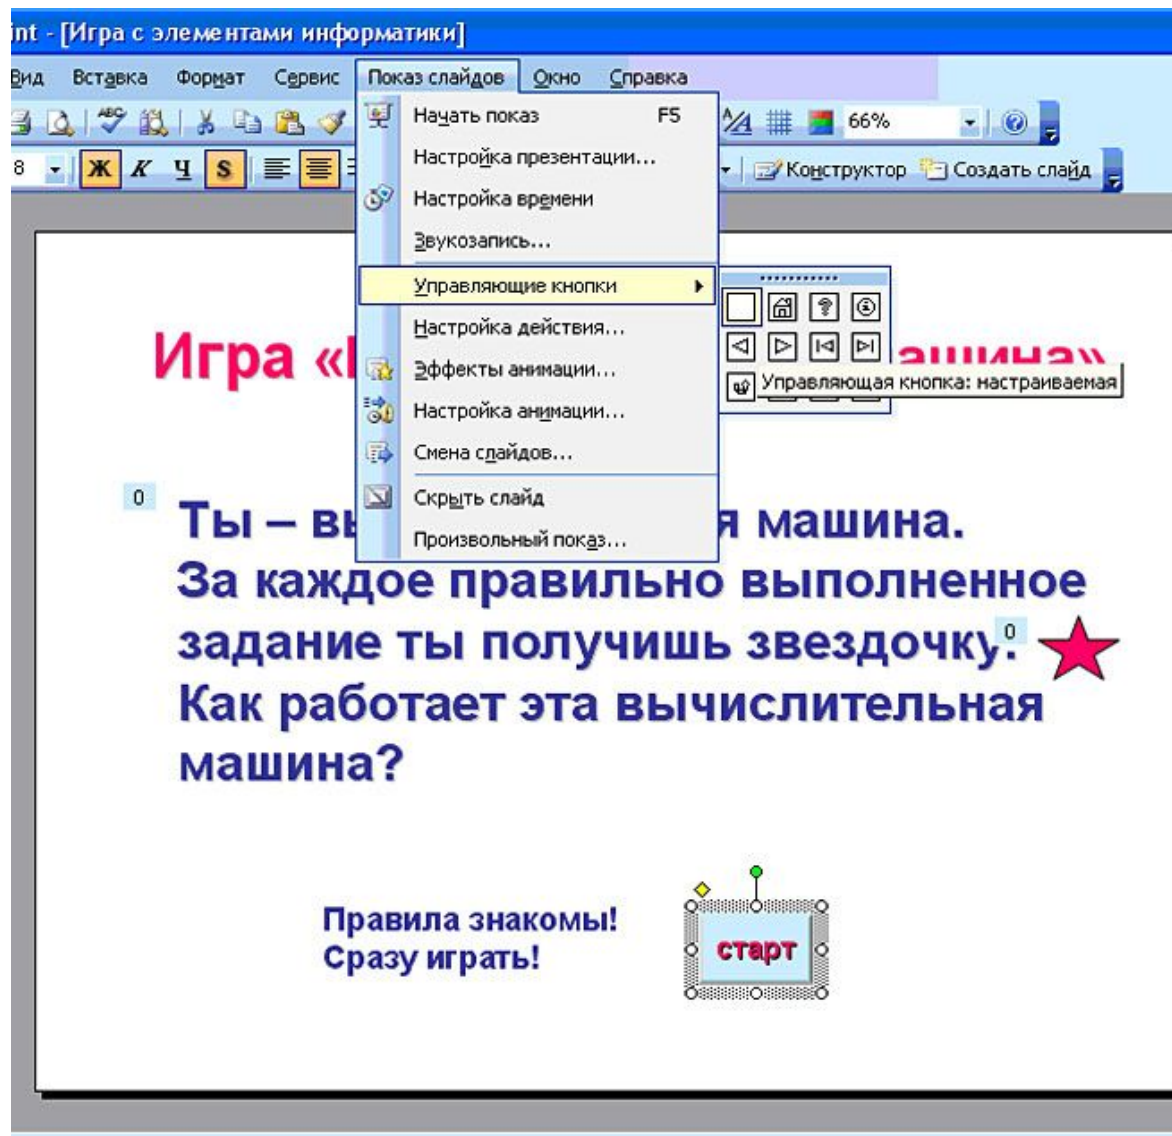 int - [Игра с элементами информатики]
Вид Вставка Формат Сервис Показ слайдов Окно Справка
ABC 66%
8 Ж К Ч S Конструктор Создать слайд
Начать показ F5
Настройка презентации...
Настройка времени
Звукозапись...
Управляющие кнопки
Настройка действия...
Эффекты анимации...
Настройка анимации...
Смена слайдов...
Скрыть слайд
Произвольный показ...
Управляющая кнопка: настраиваемая
Игра «
ашина»
0
Ты – вы я машина.
За каждое правильно выполненное
задание ты получишь звездочку.
0
Как работает эта вычислительная
машина?
Правила знакомы!
Сразу играть!
старт